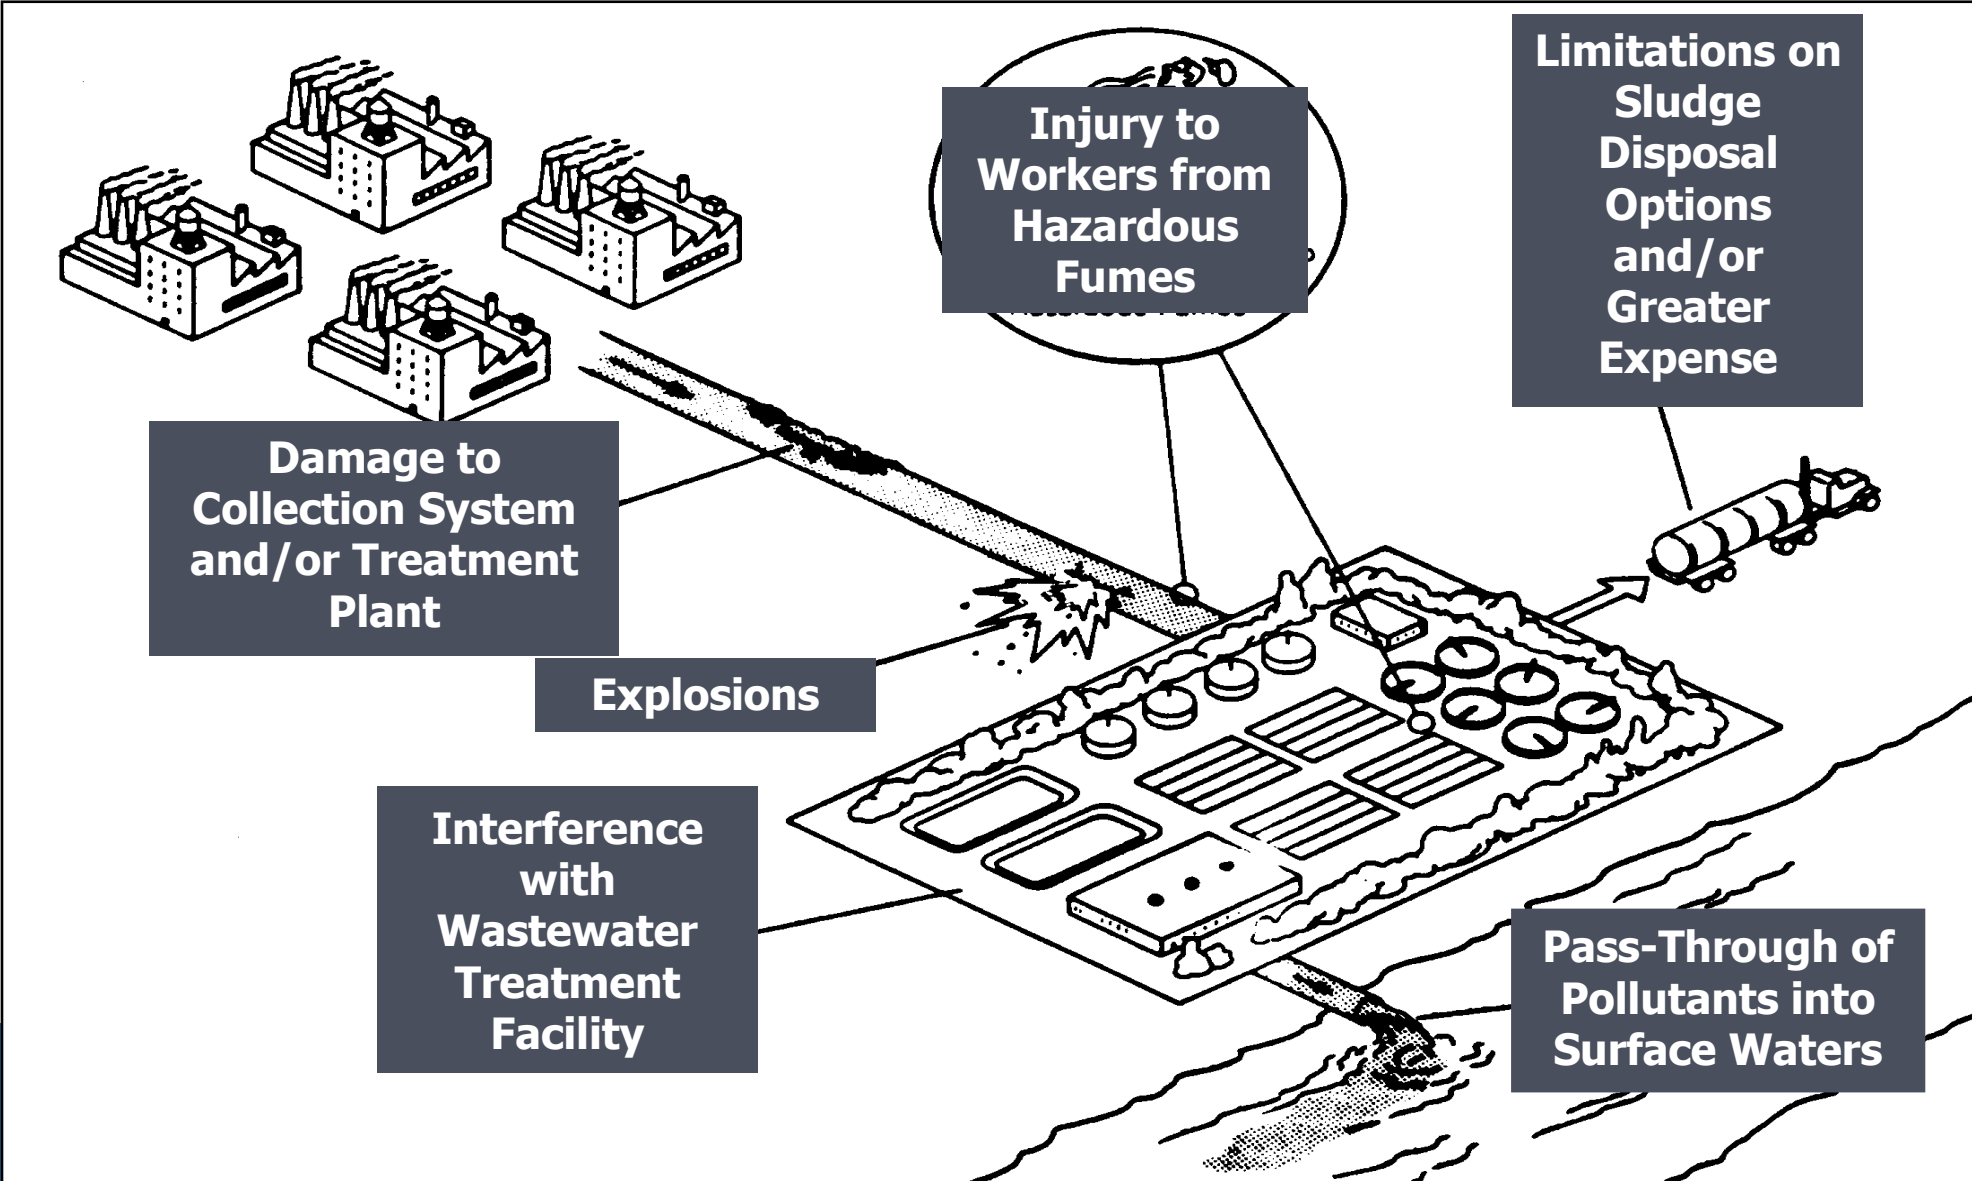 Injury to
Workers from
Hazardous
Fumes
Limitations on
Sludge
Disposal
Options
and/or
Greater
Expense
Damage to
Collection System
and/or Treatment
Plant
Explosions
Interference
with
Wastewater
Treatment
Facility
Pass-Through of
Pollutants into
Surface Waters